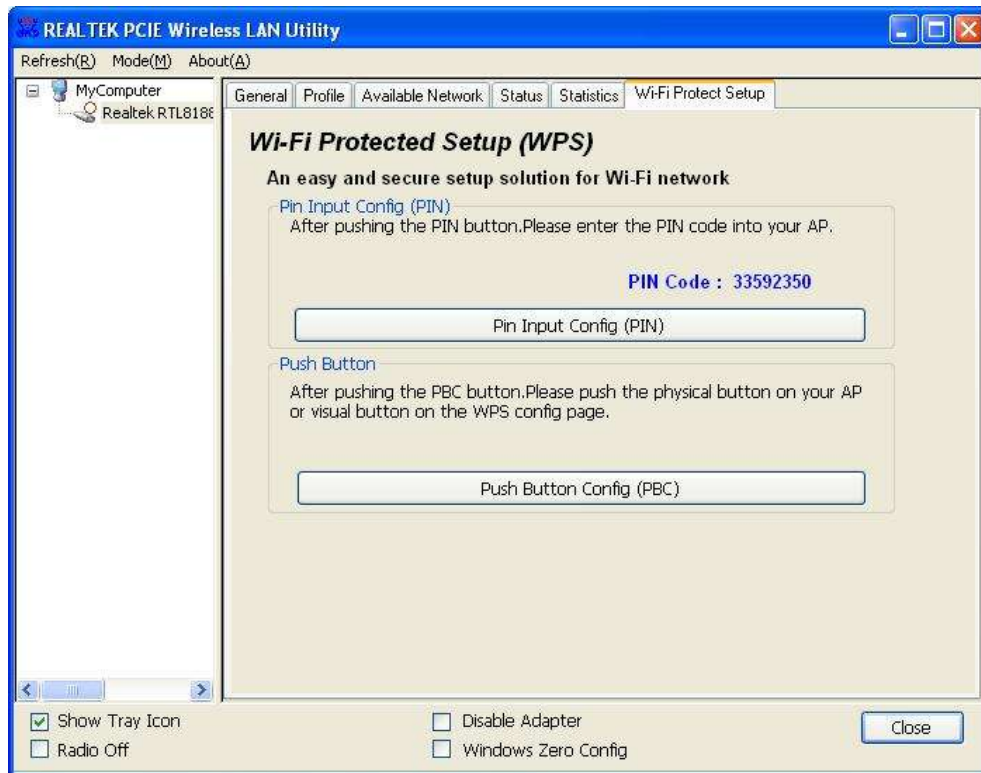 REALTEK PCIE Wireless LAN Utility
Refresh(R) Mode(M) About(A)
MyComputer
Realtek RTL8188
General Profile Available Network Status Statistics Wi-Fi Protect Setup
Wi-Fi Protected Setup (WPS)
An easy and secure setup solution for Wi-Fi network
Pin Input Config (PIN)
After pushing the PIN button.Please enter the PIN code into your AP.
PIN Code : 33592350
Pin Input Config (PIN)
Push Button
After pushing the PBC button.Please push the physical button on your AP
or visual button on the WPS config page.
Push Button Config (PBC)
Show Tray Icon
Radio Off
Disable Adapter
Windows Zero Config
Close